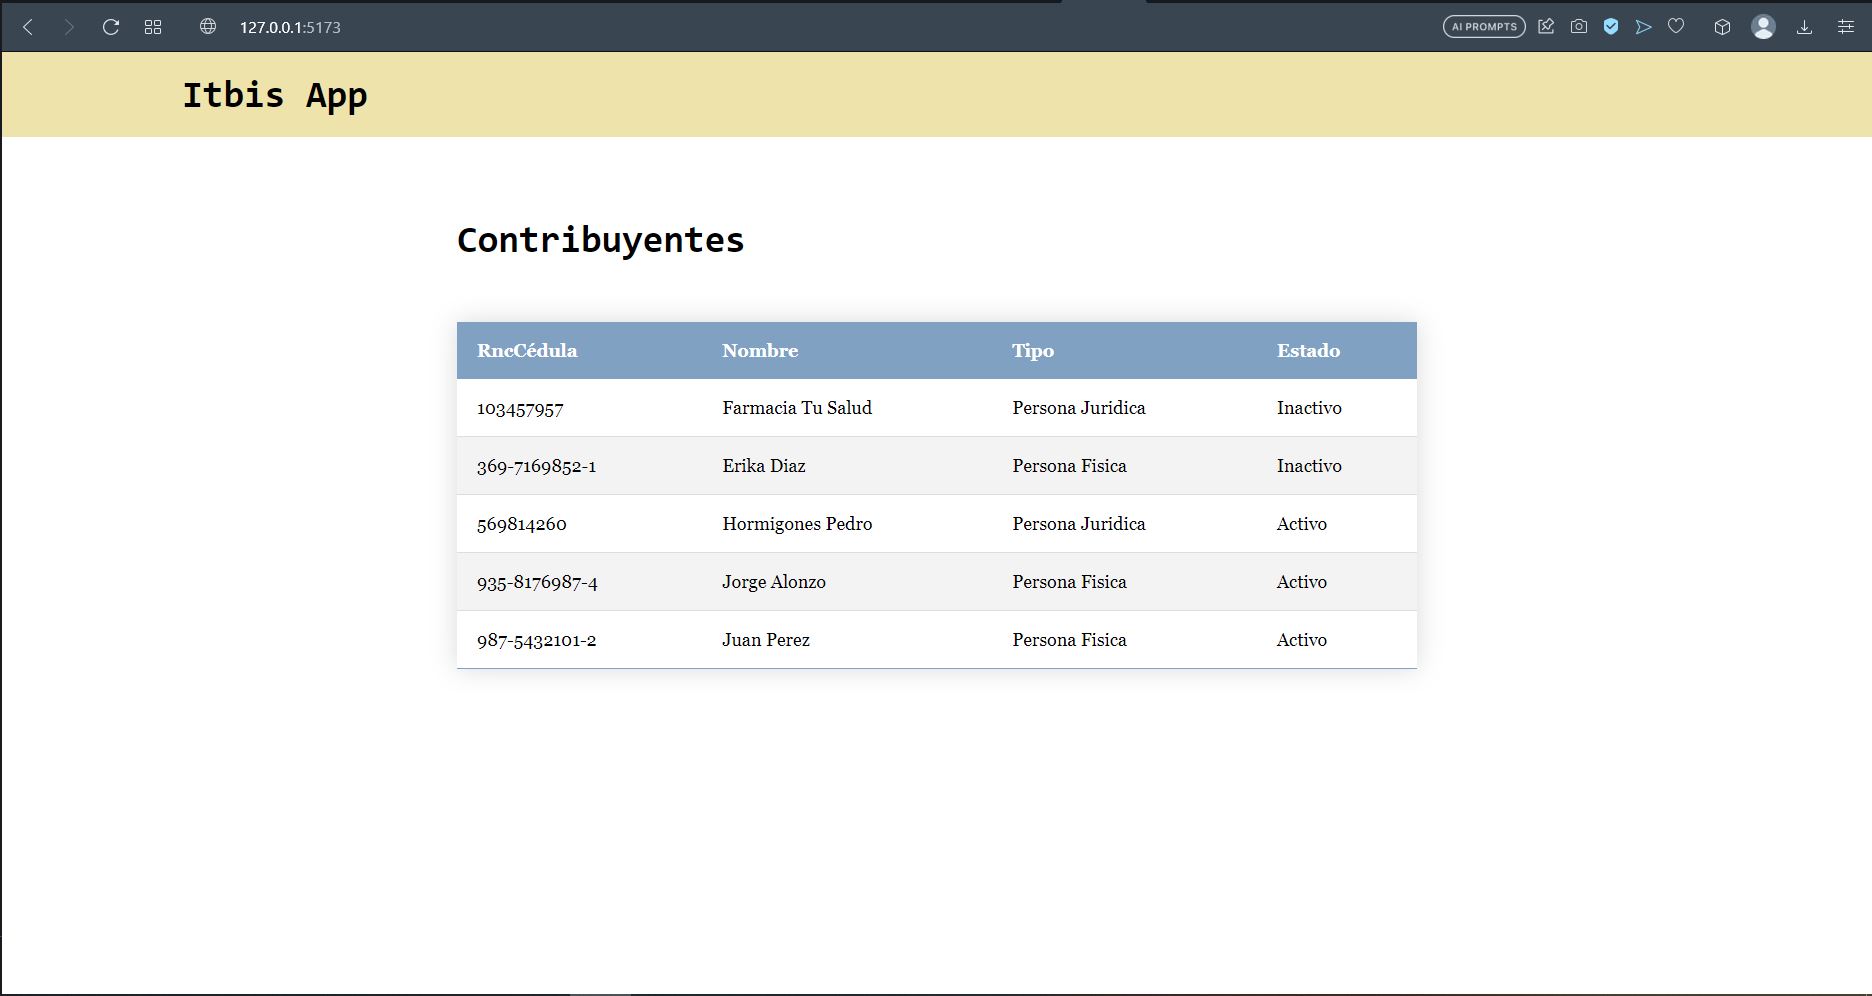 127.0.0.1:5173
AI PROMPTS
Itbis App
Contribuyentes
RncCédula Nombre Tipo Estado
103457957 Farmacia Tu Salud Persona Juridica Inactivo
369-7169852-1 Erika Diaz Persona Fisica Inactivo
569814260 Hormigones Pedro Persona Juridica Activo
935-8176987-4 Jorge Alonzo Persona Fisica Activo
987-5432101-2 Juan Perez Persona Fisica Activo